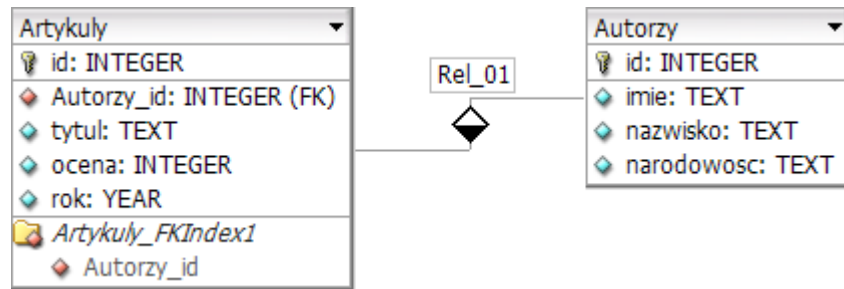 Artykuly
id: INTEGER
Autorzy_id: INTEGER (FK)
tytul: TEXT
ocena: INTEGER
rok: YEAR
Artykuly_FKIndex1
Autorzy_id
Rel_01
Autorzy
id: INTEGER
imie: TEXT
nazwisko: TEXT
narodowosc: TEXT